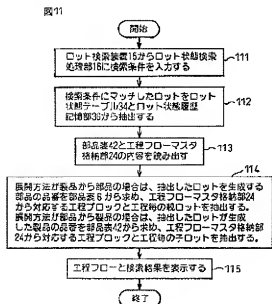 図11
開始
ロット検索装置15からロット状態検索
処理部16に検索条件を入力する
111
検索条件にマッチしたロットをロット
状態テーブル34とロット状態履歴
記憶部36から抽出する
112
部品表42と工程フローマスタ
格納部24の内容を読み出す
113
114
展開方法が製品から部品の場合は、抽出したロットを生成する
部品の品番を部品表6から求め、工程フローマスタ格納部24
から対応する工程ブロックと工程毎の親ロットを抽出する。
展開方法が部品から製品の場合は、抽出したロットが生成
した製品の品番を部品表42から求め、工程フローマスタ格納部
24から対応する工程ブロックと工程毎の子ロットを抽出する。
工程フローと検索結果を表示する
115
終了